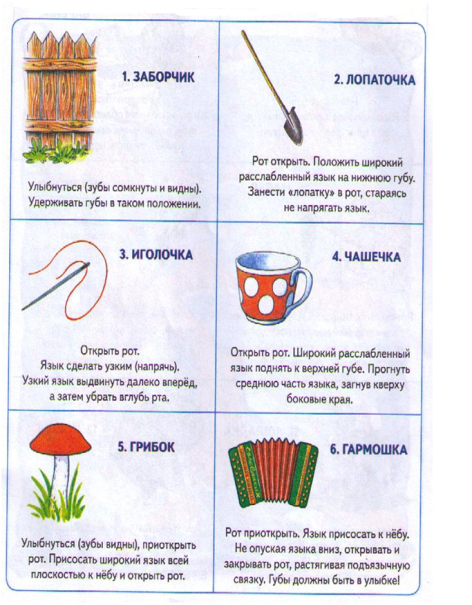 1. ЗАБОРЧИК
Улыбнуться (зубы сомкнуты и видны).
Удерживать губы в таком положении.
2. ЛОПАТОЧКА
Рот открыть. Положить широкий
расслабленный язык на нижнюю губу.
Занести «лопатку» в рот, стараясь
не напрягать язык.
3. ИГОЛОЧКА
Открыть рот.
Язык сделать узким (напрячь).
Узкий язык выдвинуть далеко вперёд,
а затем убрать вглубь рта.
4. ЧАШЕЧКА
Открыть рот. Широкий расслабленный
язык поднять к верхней губе. Прогнуть
среднюю часть языка, загнув кверху
боковые края.
5. ГРИБОК
Улыбнуться (зубы видны), приоткрыть
рот. Присосать широкий язык всей
плоскостью к нёбу и открыть рот.
6. ГАРМОШКА
Рот приоткрыть. Язык присосать к нёбу.
Не опуская языка вниз, открывать и
закрывать рот, растягивая подъязычную
связку. Губы должны быть в улыбке!